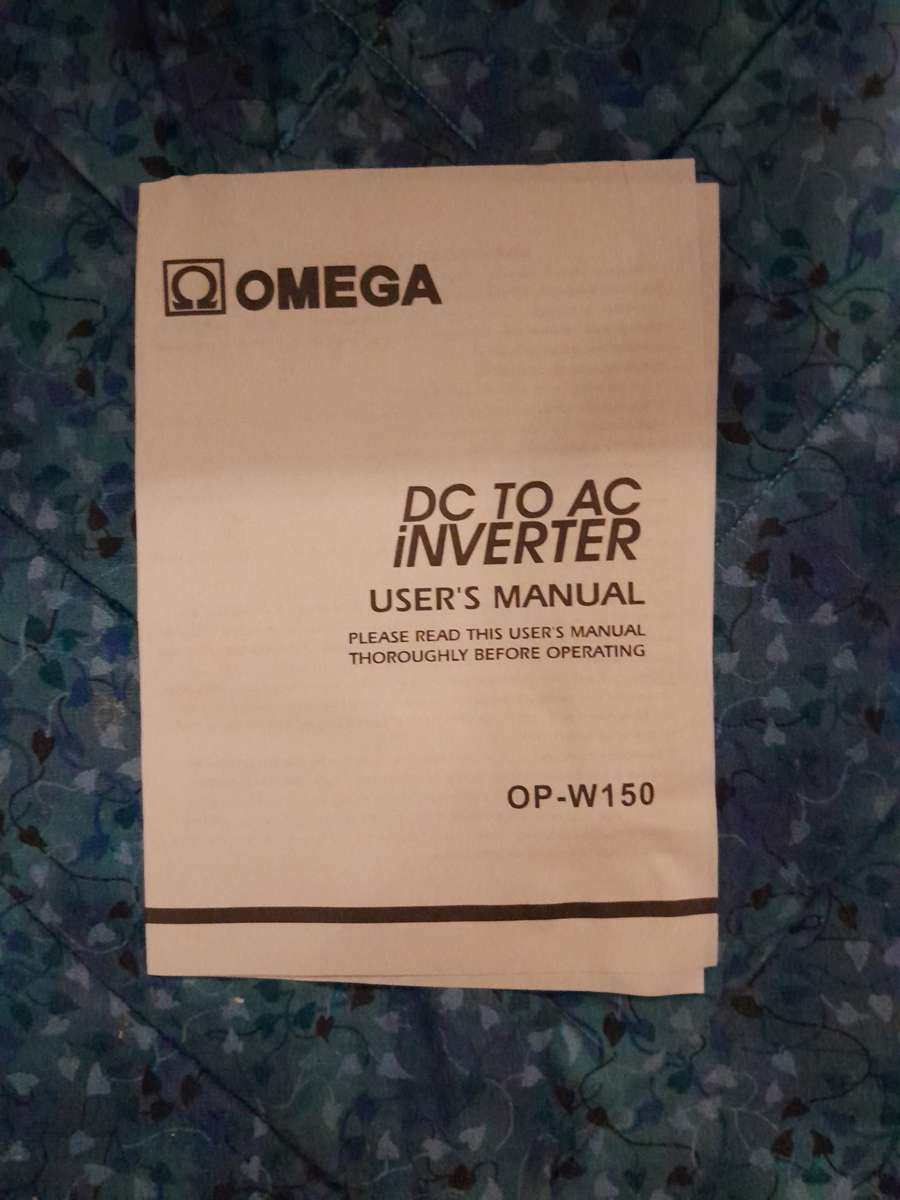 Ω OMEGA
DC TO AC
iNVERTER
USER'S MANUAL
PLEASE READ THIS USER'S MANUAL
THOROUGHLY BEFORE OPERATING
OP-W150